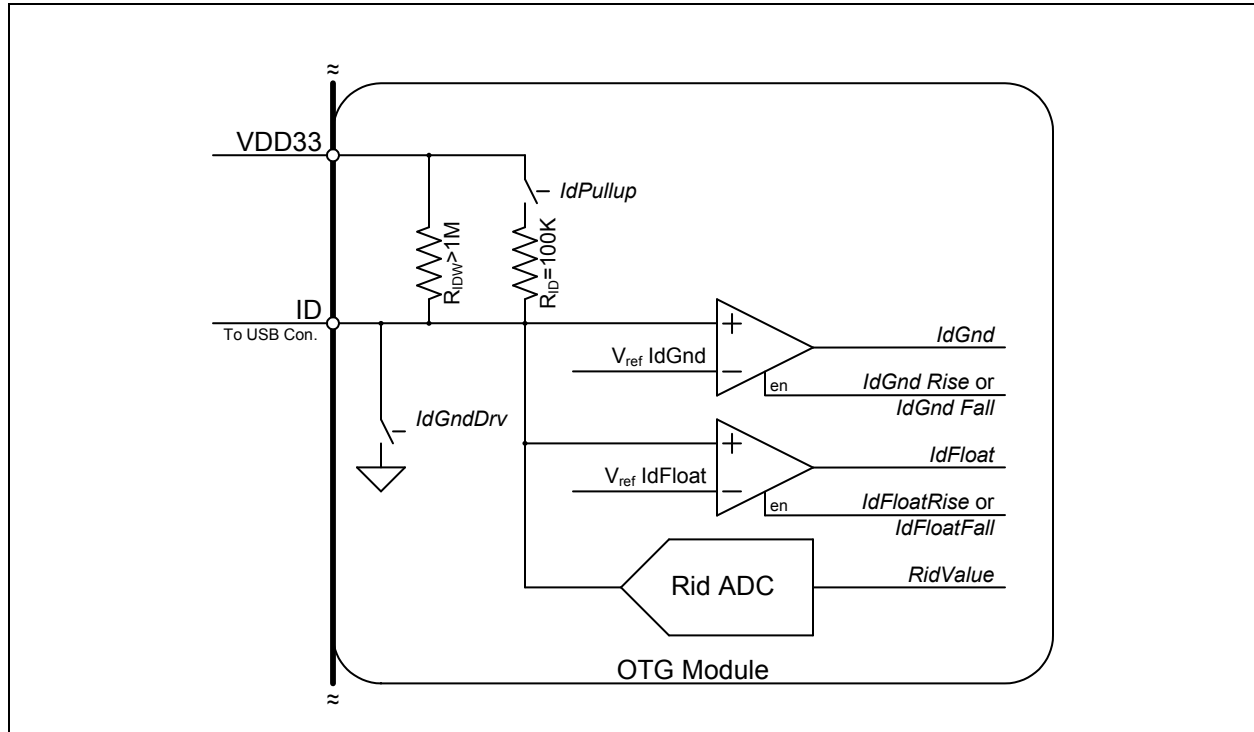 ≈
VDD33
IdPullup
RIDW>1M
RID=100K
ID
To USB Con.
+
IdGnd
Vref IdGnd
−
en
IdGnd Rise or
IdGnd Fall
IdGndDrv
+
IdFloat
Vref IdFloat
−
en
IdFloatRise or
IdFloatFall
Rid ADC
RidValue
OTG Module
≈